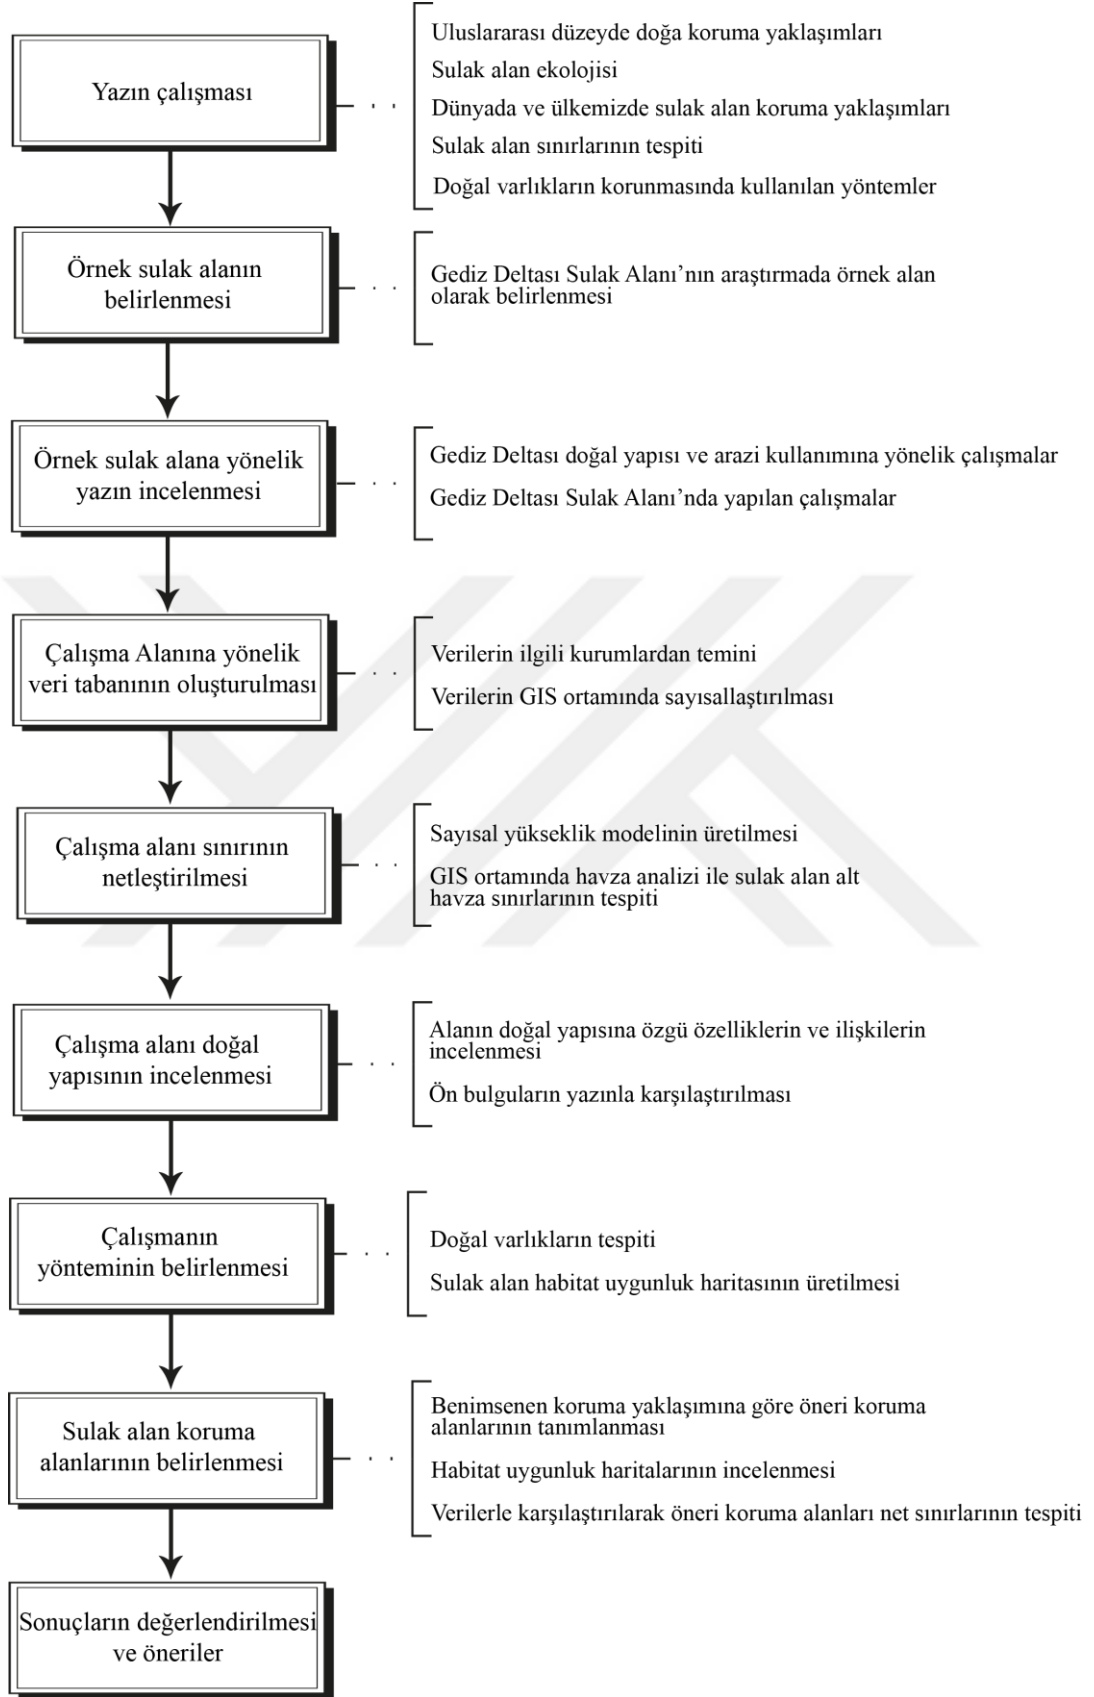 Yazın çalışması
Uluslararası düzeyde doğa koruma yaklaşımları
Sulak alan ekolojisi
Dünyada ve ülkemizde sulak alan koruma yaklaşımları
Sulak alan sınırlarının tespiti
Doğal varlıkların korunmasında kullanılan yöntemler
Örnek sulak alanın
belirlenmesi
Gediz Deltası Sulak Alanı’nın araştırmada örnek alan
olarak belirlenmesi
Örnek sulak alana yönelik
yazın incelenmesi
Gediz Deltası doğal yapısı ve arazi kullanımına yönelik çalışmalar
Gediz Deltası Sulak Alanı’nda yapılan çalışmalar
Çalışma Alanına yönelik
veri tabanının oluşturulması
Verilerin ilgili kurumlardan temini
Verilerin GIS ortamında sayısallaştırılması
Çalışma alanı sınırının
netleştirilmesi
Sayısal yükseklik modelinin üretilmesi
GIS ortamında havza analizi ile sulak alan alt
havza sınırlarının tespiti
Çalışma alanı doğal
yapısının incelenmesi
Alanın doğal yapısına özgü özelliklerin ve ilişkilerin
incelenmesi
Ön bulguların yazınla karşılaştırılması
Çalışmanın
yönteminin belirlenmesi
Doğal varlıkların tespiti
Sulak alan habitat uygunluk haritasının üretilmesi
Sulak alan koruma
alanlarının belirlenmesi
Benimsenen koruma yaklaşımına göre öneri koruma
alanlarının tanımlanması
Habitat uygunluk haritalarının incelenmesi
Verilerle karşılaştırılarak öneri koruma alanları net sınırlarının tespiti
Sonuçların değerlendirilmesi
ve öneriler